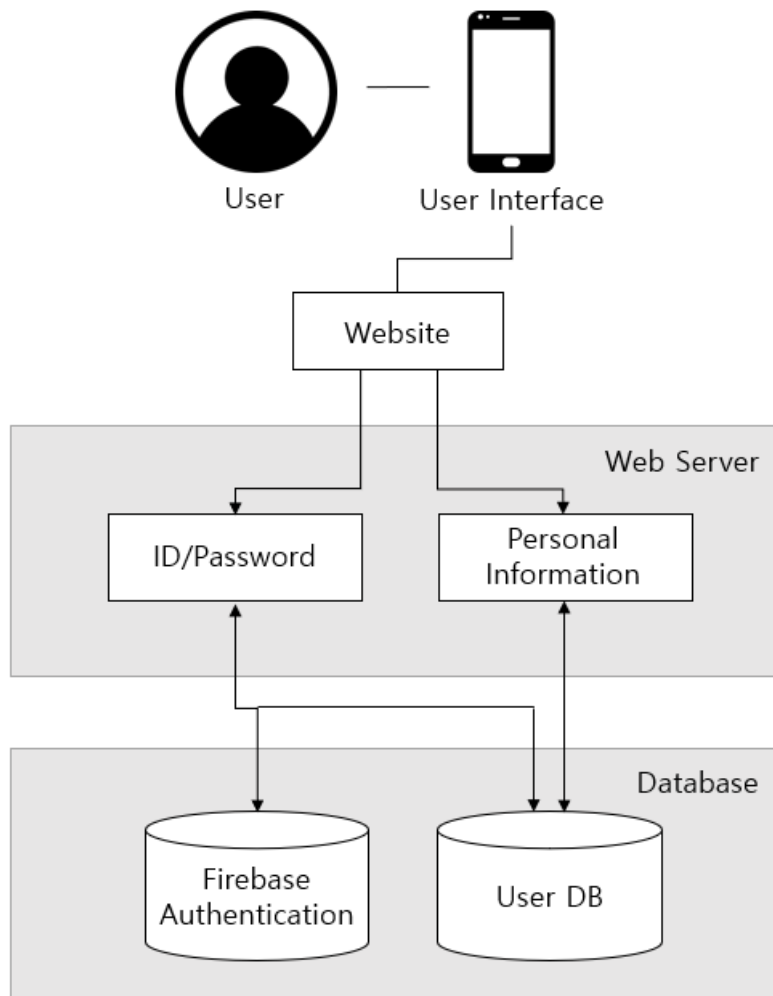 User
User Interface
Website
Web Server
ID/Password
Personal
Information
Database
Firebase
Authentication
User DB